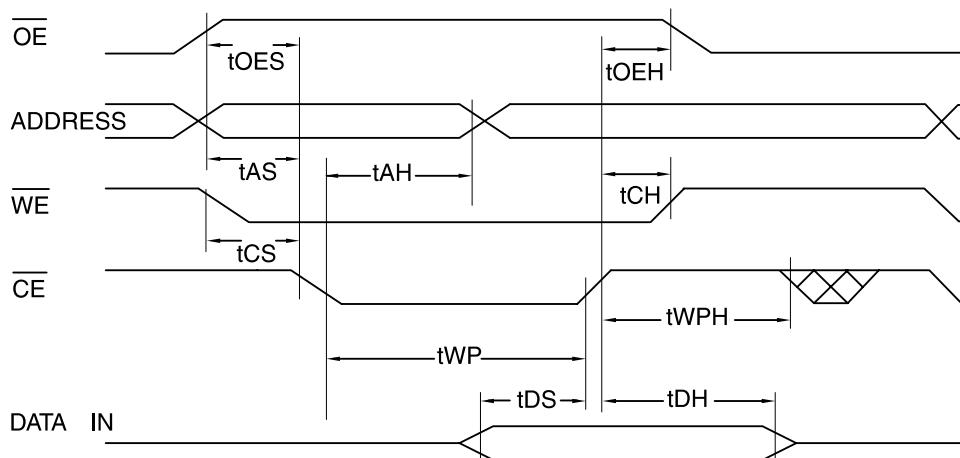 OE
tOES
tOEH
ADDRESS
tAS
tAH
tCH
WE
tCS
CE
tWPH
tWP
tDS
tDH
DATA IN